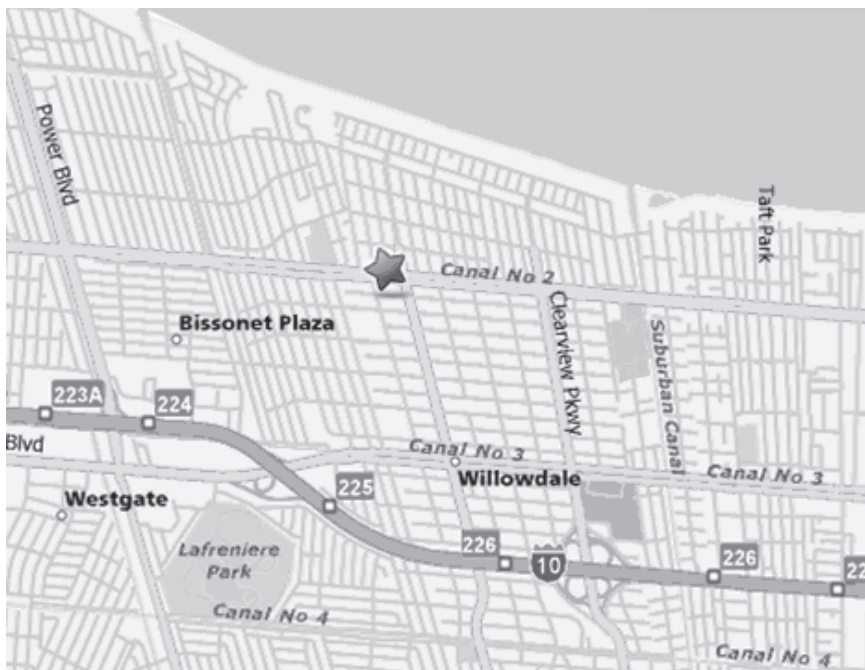 Power Blvd
Taft Park
Canal No 2
Bissonet Plaza
Clearview Pkwy
Suburban Canal
223A
224
Blvd
Canal No 3
Canal No 3
Willowdale
225
Westgate
Lafreniere
Park
226
10
226
22
Canal No 4
Canal No 4